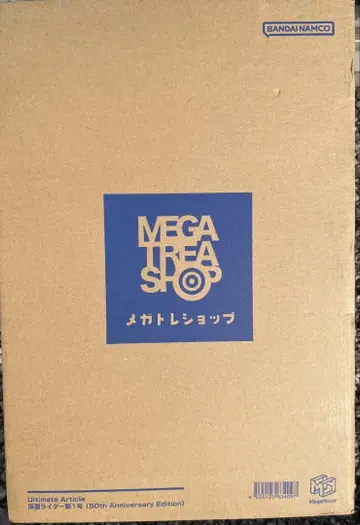 BANDAI NAMCO
MEGA
TREA
SHOP
メガトレショップ
Ultimate Article
仮面ライダー新1号 (50th Anniversary Edition)
MegaHouse